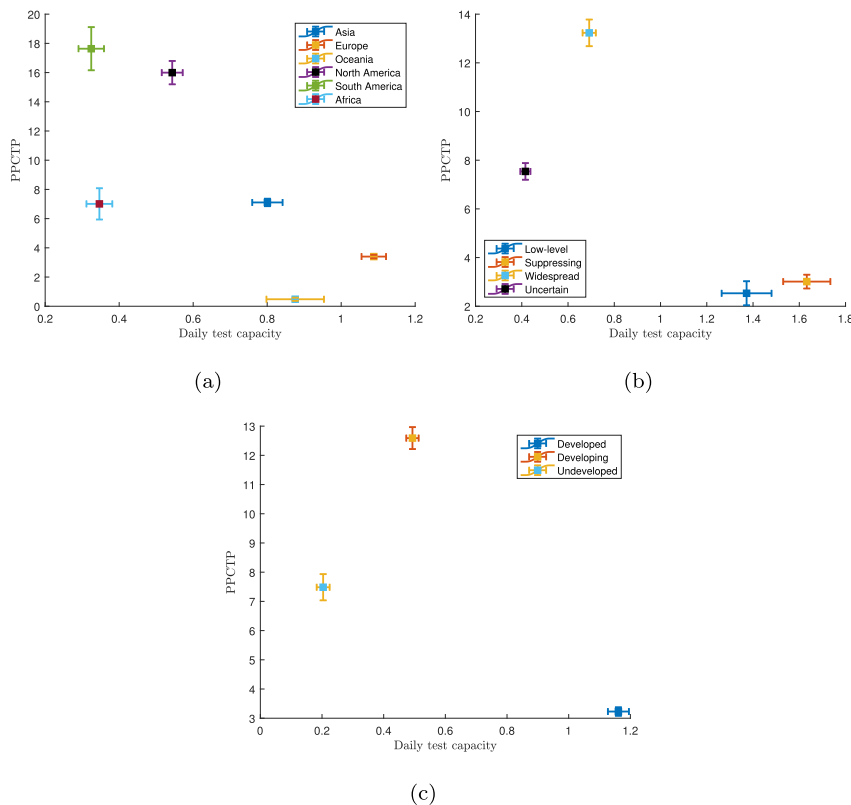 20
18
16
14
12
10
8
6
4
2
0
PPCTP
0.2 0.4 0.6 0.8 1 1.2
Daily test capacity
Asia
Europe
Oceania
North America
South America
Africa
(a)
14
12
10
8
6
4
2
PPCTP
0.2 0.4 0.6 0.8 1 1.2 1.4 1.6 1.8
Daily test capacity
Low-level
Suppressing
Widespread
Uncertain
(b)
13
12
11
10
9
8
7
6
5
4
3
PPCTP
0 0.2 0.4 0.6 0.8 1 1.2
Daily test capacity
Developed
Developing
Undeveloped
(c)